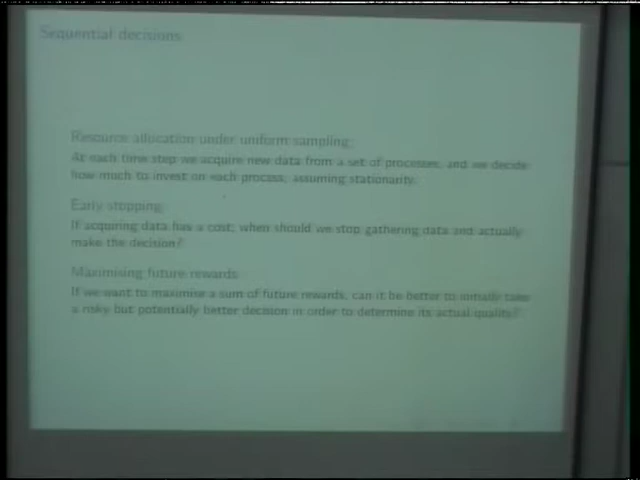 Sequential decisions
Resource allocation under uniform sampling:
At each time step we acquire new data from a set of processes, and we decide
how much to invest on each process, assuming stationarity.
Early stopping
If acquiring data has a cost, when should we stop gathering data and actually
make the decision?
Maximising future rewards
If we want to maximise a sum of future rewards, can it be better to initially take
a risky but potentially better decision in order to determine its actual quality?